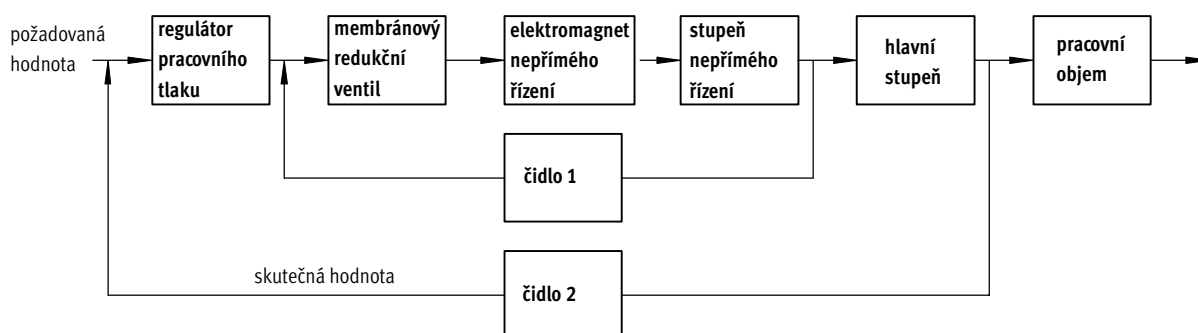 požadovaná
hodnota
regulátor
pracovního
tlaku
membránový
redukční
ventil
elektromagnet
nepřímého
řízení
stupeň
nepřímého
řízení
hlavní
stupeň
pracovní
objem
čidlo 1
skutečná hodnota
čidlo 2